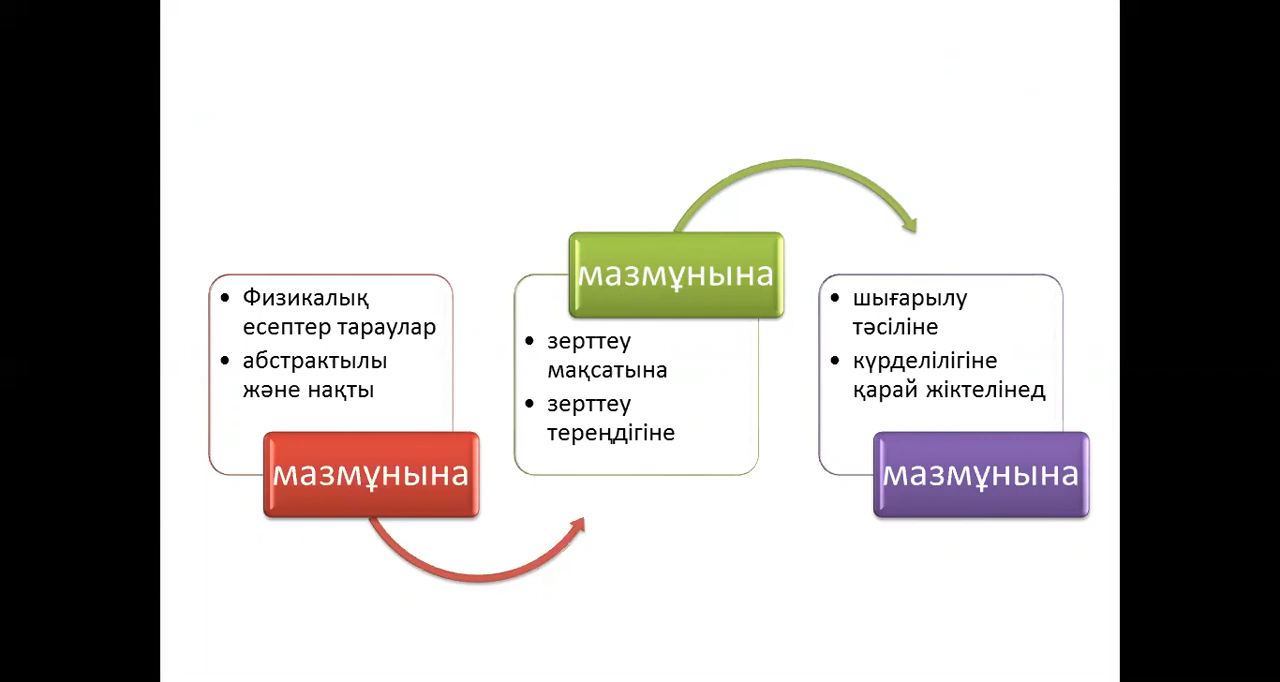 • Физикалық
есептер тараулар
• абстрактылы
және нақты
мазмұнына
мазмұнына
• зерттеу
мақсатына
• зерттеу
тереңдігіне
• шығарылу
тәсіліне
• күрделілігіне
қарай жіктелінед
мазмұнына